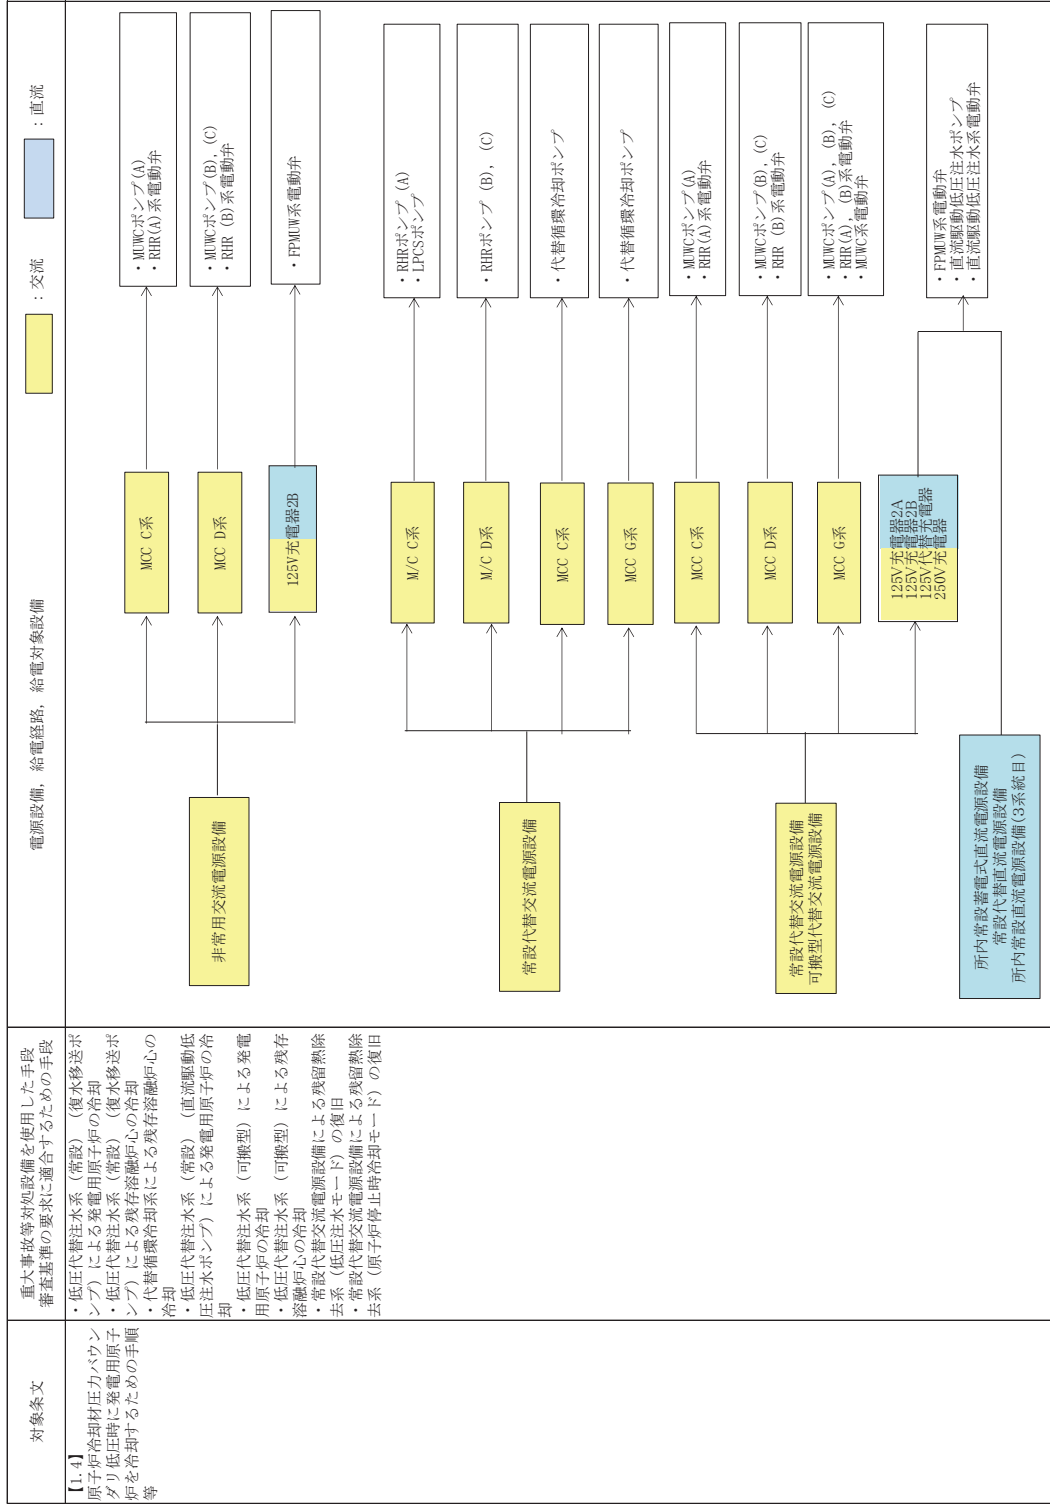 対象条文
重大事故等対処設備を使用した手段
審査基準の要求に適合するための手段
電源設備，給電経路，給電対象設備
：交流
：直流
【1.4】
原子炉冷却材圧力バウン
ダリ低圧時に発電用原子
炉を冷却するための手順
等
・低圧代替注水系（常設）（復水移送ポ
ンプ）による発電用原子炉の冷却
・低圧代替注水系（常設）（復水移送ポ
ンプ）による残存溶融炉心の冷却
・代替循環冷却系による残存溶融炉心の
冷却
・低圧代替注水系（常設）（直流駆動低
圧注水ポンプ）による発電用原子炉の冷
却
・低圧代替注水系（可搬型）による発電
用原子炉の冷却
・低圧代替注水系（可搬型）による残存
溶融炉心の冷却
・常設代替交流電源設備による残留熱除
去系（低圧注水モード）の復旧
・常設代替交流電源設備による残留熱除
去系（原子炉停止時冷却モード）の復旧
非常用交流電源設備
MCC C系
・MUWCポンプ(A)
・RHR(A)系電動弁
MCC D系
・MUWCポンプ(B), (C)
・RHR (B)系電動弁
125V充電器2B
・FPMUW系電動弁
常設代替交流電源設備
M/C C系
・RHRポンプ (A)
・LPCSポンプ
M/C D系
・RHRポンプ (B), (C)
MCC C系
・代替循環冷却ポンプ
MCC G系
・代替循環冷却ポンプ
常設代替交流電源設備
可搬型代替交流電源設備
MCC C系
・MUWCポンプ(A)
・RHR(A)系電動弁
MCC D系
・MUWCポンプ(B), (C)
・RHR (B)系電動弁
MCC G系
・MUWCポンプ(A), (B), (C)
・RHR(A), (B)系電動弁
・MUWC系電動弁
125V充電器2A
125V充電器2B
125V代替充電器
250V充電器
・FPMUW系電動弁
・直流駆動低圧注水ポンプ
・直流駆動低圧注水系電動弁
所内常設蓄電式直流電源設備
常設代替直流電源設備
所内常設直流電源設備(3系統目)